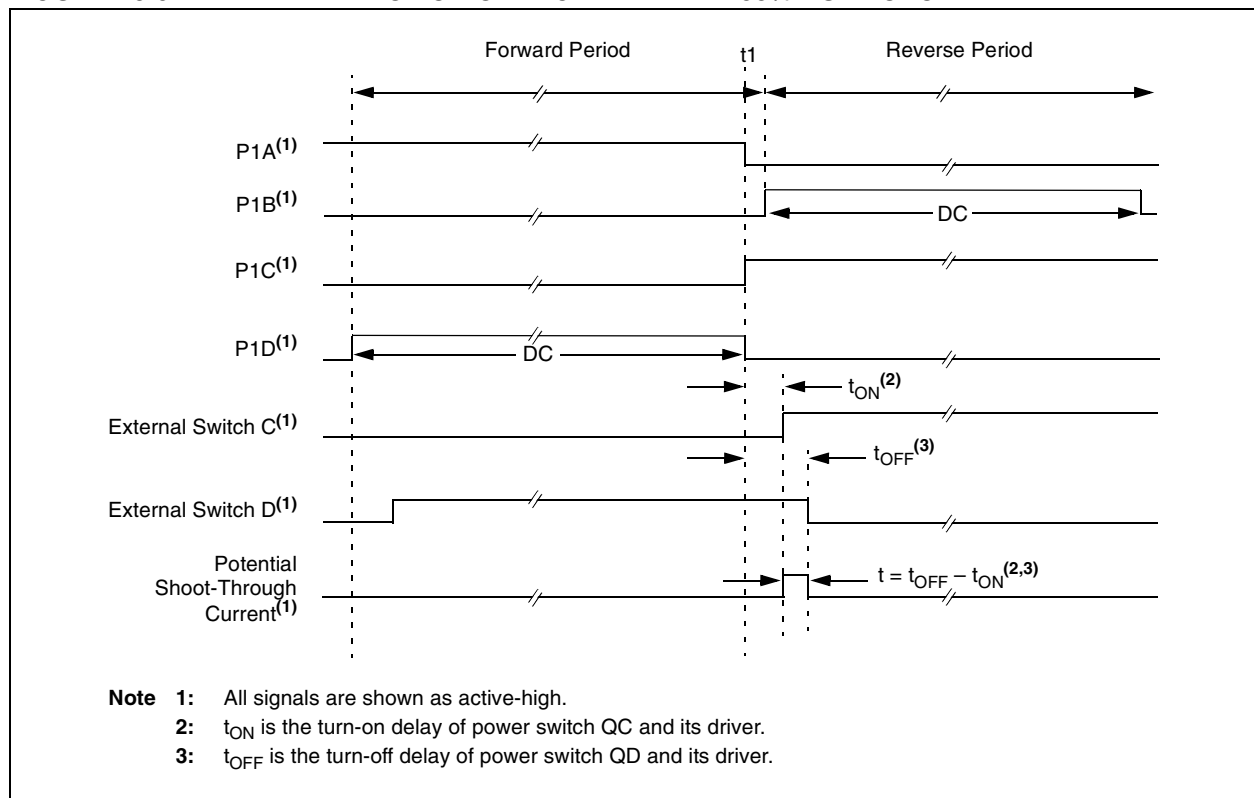 Forward Period
t1
Reverse Period
P1A(1)
P1B(1)
DC
P1C(1)
P1D(1)
DC
tON(2)
External Switch C(1)
tOFF(3)
External Switch D(1)
Potential
Shoot-Through
Current(1)
t = tOFF – tON(2,3)
Note 1: All signals are shown as active-high.
2: tON is the turn-on delay of power switch QC and its driver.
3: tOFF is the turn-off delay of power switch QD and its driver.